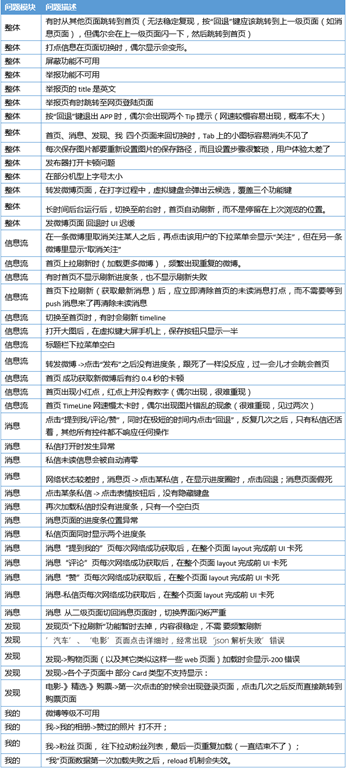 问题模块 问题描述
整体 有时从其他页面跳转到首页（无法稳定复现，按“回退”键应该跳转到上一级页面（如消
息页面），但偶尔会在上一级页面闪一下，然后跳转到首页）
整体 打点信息在页面切换时，偶尔显示会变形。
整体 屏蔽功能不可用
整体 举报功能不可用
整体 举报页的 title 是英文
整体 举报页有时跳转至网页登陆页面
整体 按“回退”键退出 APP 时，偶尔会出现两个 Tip 提示（网速较慢容易出现，概率不大）
整体 首页、消息、发现、我 四个页面来回切换时，Tab 上的小图标容易消失不见了
整体 每次保存图片都要重新设置图片的保存路径，而且设置步骤很繁琐，用户体验太差了
整体 发布器打开卡顿问题
整体 在部分机型上字号太小
整体 转发微博页面，在打字过程中，虚拟键盘会弹出云候选，覆盖三个功能键
整体 长时间后台运行后，切换至前台时，首页自动刷新，而不是停留在上次浏览的位置。
整体 发微博页面 回退时 UI 迟缓
信息流 在一条微博里取消关注某人之后，再点击该用户的下拉菜单会显示“关注”，但在另一条
微博里显示“取消关注”
信息流 首页上拉刷新时（加载更多微博），频繁出现重复的微博。
信息流 有时首页不显示刷新进度条，也不显示刷新失败
信息流 首页下拉刷新（获取最新消息）后，应立即清除首页的未读消息打点，而不需要等到
push 消息来了再清除未读消息
信息流 切换至首页时，有时会刷新 timeline
信息流 打开大图后，在虚拟键大屏手机上，保存按钮只显示一半
信息流 标题栏下拉菜单空白
信息流 转发微博 ->点击“发布”之后没有进度条，跟死了一样没反应，过一会儿才会跳会首页
信息流 首页 成功获取新微博后有约 0.4 秒的卡顿
信息流 首页出现小红点，红点上并没有数字（偶尔出现，很难重现）
信息流 首页 TimeLine 网速慢太卡时，偶尔出现图片错乱的现象（很难重现，见过两次）
消息 点击“提到我/评论/赞”，同时在极短的时间内点击“回退”，反复几次之后，只有私信还活
着，其他所有控件都不响应任何操作
消息 私信打开时发生异常
消息 私信未读信息会被自动清零
消息 网络状态较差时，消息页 -> 点击某私信，在显示进度圈时，点击回退；消息页面假死
消息 点击某条私信 -> 点击表情按钮后，没有隐藏键盘
消息 再次加载私信时没有进度条，只有一个空白页
消息 消息页面的进度条位置异常
消息 私信页面同时显示两个进度条
消息 消息“提到我的”页每次网络成功获取后，在整个页面 layout 完成前 UI 卡死
消息 消息“评论”页每次网络成功获取后，在整个页面 layout 完成前 UI 卡死
消息 消息“赞”页每次网络成功获取后，在整个页面 layout 完成前 UI 卡死
消息 消息-私信页每次网络成功获取后，在整个页面 layout 完成前 UI 卡死
消息 消息 从二级页面切回消息页面时，切换界面闪烁严重
发现 发现页“下拉刷新”功能暂时去掉，内容很稳定，不需 要频繁刷新
发现 ‘汽车’、‘电影’页面点击详细时，经常出现‘json 解析失败’错误
发现 发现->购物页面（以及其它类似这样一些 web 页面）加载时会显示-200 错误
发现 发现->各个子页面中 部分 Card 类型不支持显示：
发现 电影-》精选-》购票->第一次点击的时候会出现登录页面，点击几次之后反而直接跳转到
购票页面
我的 微博等级不可用
我的 我->我的相册->赞过的照片 打不开；
我的 我->粉丝 页面， 往下拉动粉丝列表，最后一页重复加载（一直结束不了）；
我的 “我”页面数据第一次加载失败之后，reload 机制会失效。